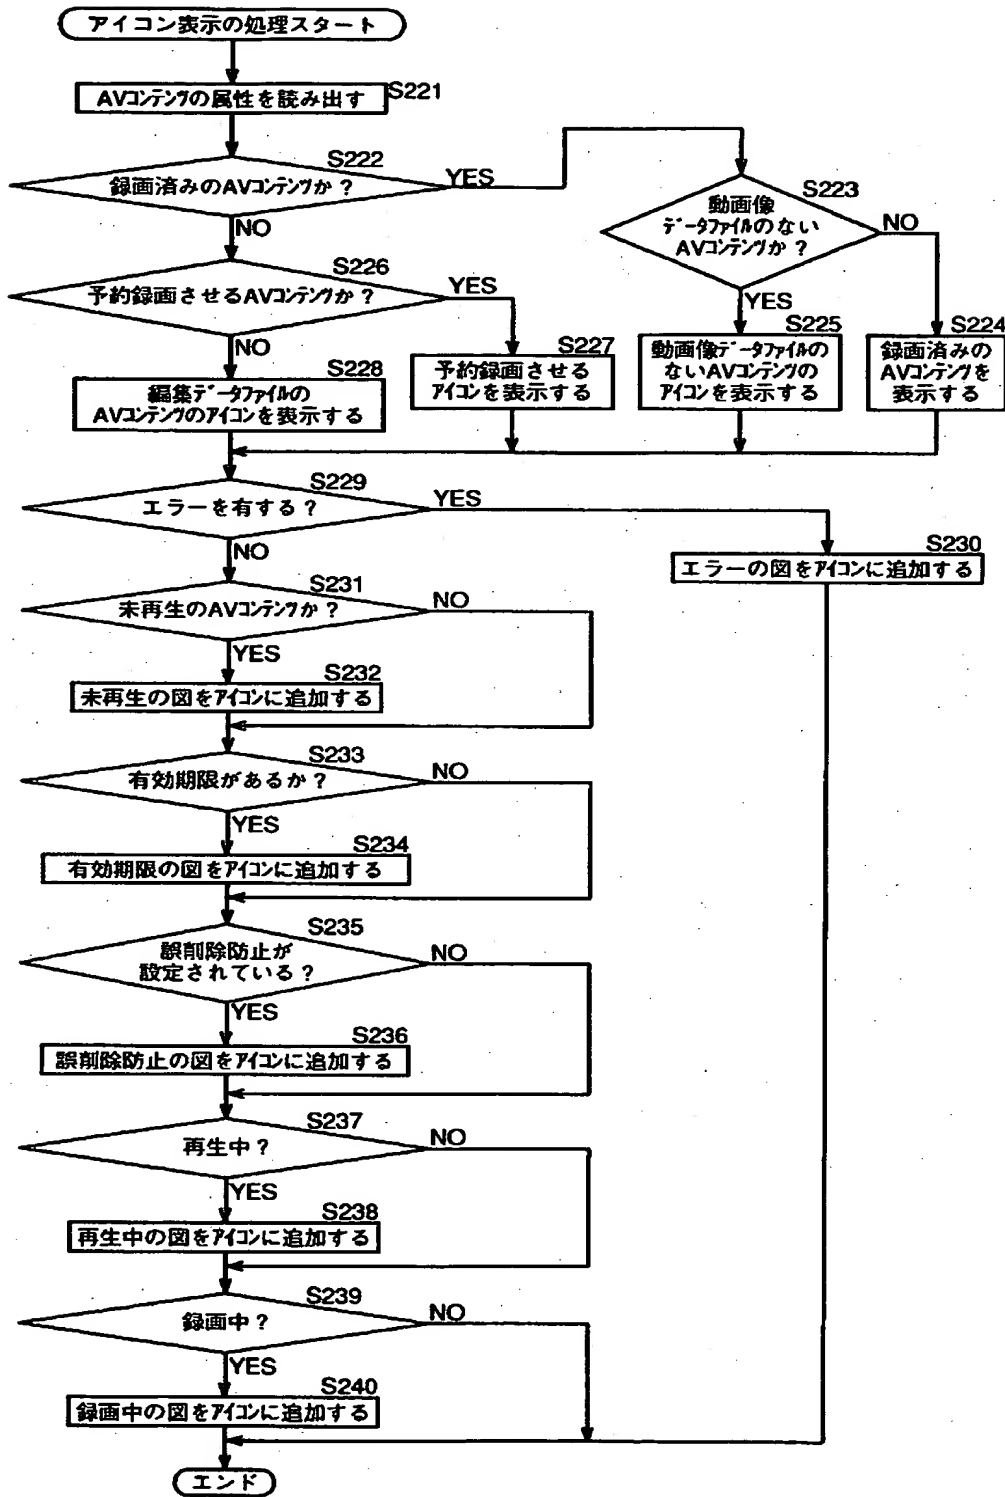 アイコン表示の処理スタート
AVコンテンツの属性を読み出す
S221
S222
録画済みのAVコンテンツか?
YES
NO
S223
動画像
データファイルのない
AVコンテンツか?
NO
YES
S226
予約録画させるAVコンテンツか?
YES
NO
S227
予約録画させる
アイコンを表示する
S225
動画像データファイルの
ないAVコンテンツの
アイコンを表示する
S224
録画済みの
AVコンテンツを
表示する
S228
編集データファイルの
AVコンテンツのアイコンを表示する
S229
エラーを有する?
YES
NO
S230
エラーの図をアイコンに追加する
S231
未再生のAVコンテンツか?
NO
YES
S232
未再生の図をアイコンに追加する
S233
有効期限があるか?
NO
YES
S234
有効期限の図をアイコンに追加する
S235
誤削除防止が
設定されている?
NO
YES
S236
誤削除防止の図をアイコンに追加する
S237
再生中?
NO
YES
S238
再生中の図をアイコンに追加する
S239
録画中?
NO
YES
S240
録画中の図をアイコンに追加する
エンド